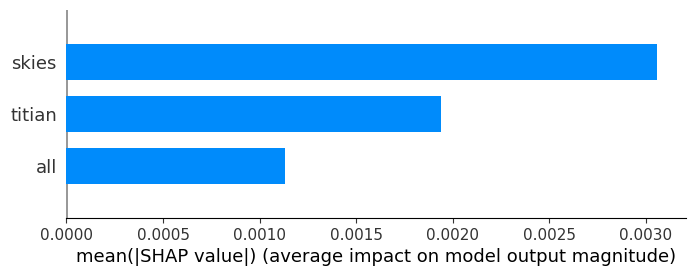 skies
titian
all
0.0000 0.0005 0.0010 0.0015 0.0020 0.0025 0.0030
mean(|SHAP value|) (average impact on model output magnitude)